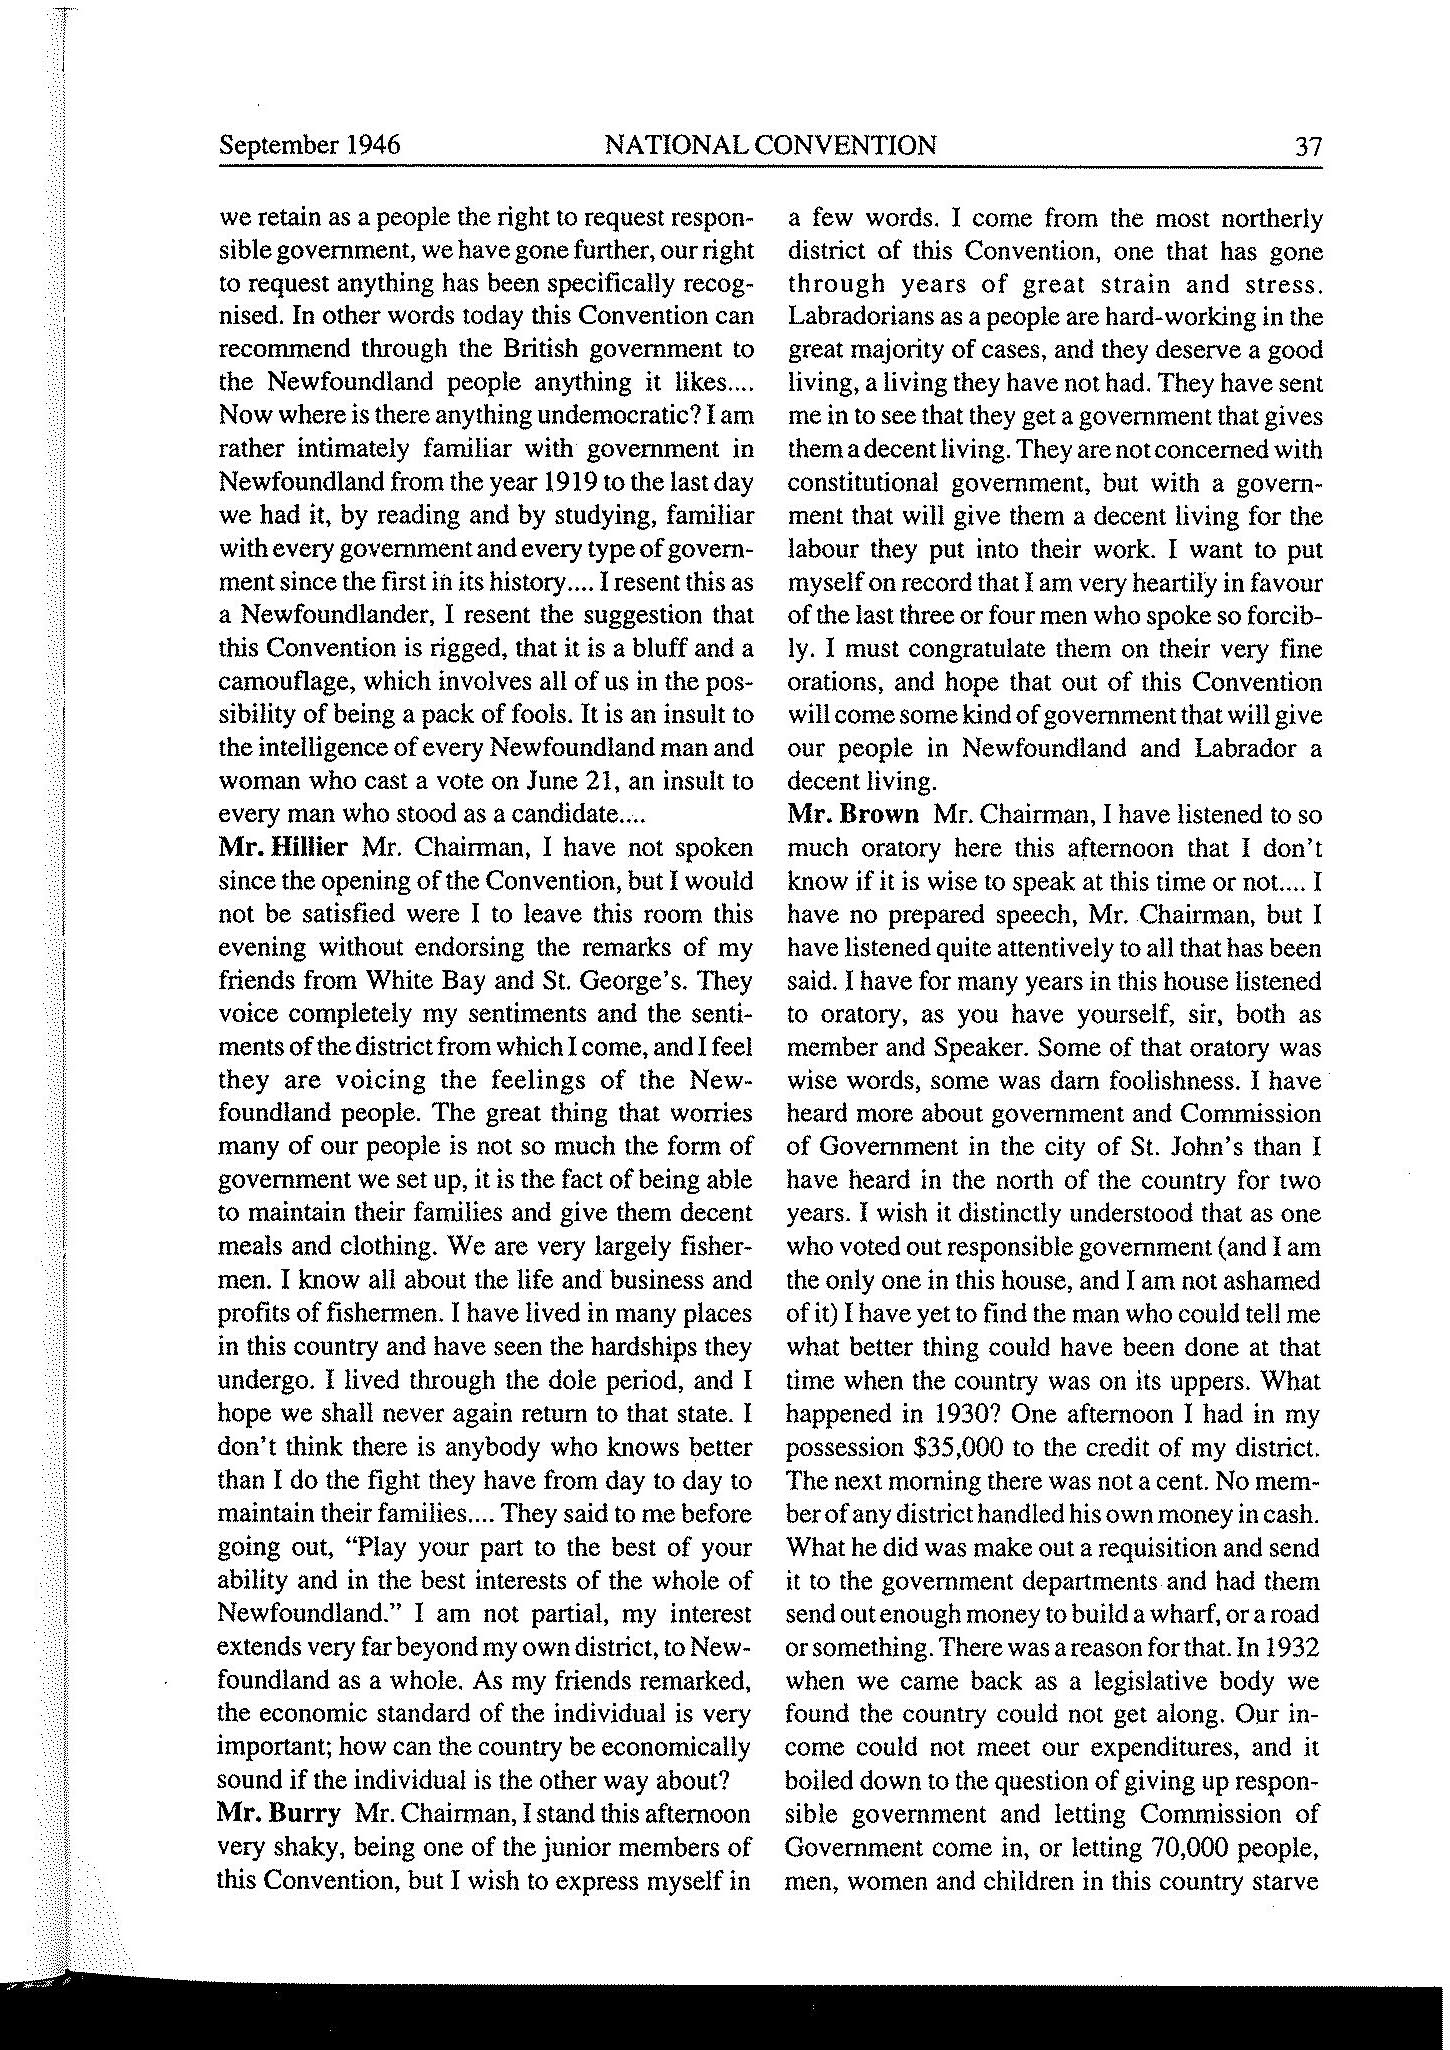 September 1946 NATIONAL CONVENTION 37
we retain as a people the right to request respon-
sible government, we have gone further, our right
to request anything has been specifically recog-
nised. In other words today this Convention can
recommend through the British government to
the Newfoundland people anything it likes....
Now where is there anything undemocratic? I am
rather intimately familiar with government in
Newfoundland from the year 1919 to the last day
we had it, by reading and by studying, familiar
with every government and every type of govern-
ment since the first in its history.... I resent this as
a Newfoundlander, I resent the suggestion that
this Convention is rigged, that it is a bluff and a
camouflage, which involves all of us in the pos-
sibility of being a pack of fools. It is an insult to
the intelligence of every Newfoundland man and
woman who cast a vote on June 21, an insult to
every man who stood as a candidate....
Mr. Hillier Mr. Chairman, I have not spoken
since the opening of the Convention, but I would
not be satisfied were I to leave this room this
evening without endorsing the remarks of my
friends from White Bay and St. George's. They
voice completely my sentiments and the senti-
ments of the district from which I come, and I feel
they are voicing the feelings of the New-
foundland people. The great thing that worries
many of our people is not so much the form of
government we set up, it is the fact of being able
to maintain their families and give them decent
meals and clothing. We are very largely fisher-
men. I know all about the life and business and
profits of fishermen. I have lived in many places
in this country and have seen the hardships they
undergo. I lived through the dole period, and I
hope we shall never again return to that state. I
don't think there is anybody who knows better
than I do the fight they have from day to day to
maintain their families.... They said to me before
going out, "Play your part to the best of your
ability and in the best interests of the whole of
Newfoundland." I am not partial, my interest
extends very far beyond my own district, to New-
foundland as a whole. As my friends remarked,
the economic standard of the individual is very
important; how can the country be economically
sound if the individual is the other way about?
Mr. Burry Mr. Chairman, I stand this afternoon
very shaky, being one of the junior members of
this Convention, but I wish to express myself in
a few words. I come from the most northerly
district of this Convention, one that has gone
through years of great strain and stress.
Labradorians as a people are hard-working in the
great majority of cases, and they deserve a good
living, a living they have not had. They have sent
me in to see that they get a government that gives
them a decent living. They are not concerned with
constitutional government, but with a govern-
ment that will give them a decent living for the
labour they put into their work. I want to put
myself on record that I am very heartily in favour
of the last three or four men who spoke so forcib-
ly. I must congratulate them on their very fine
orations, and hope that out of this Convention
will come some kind of government that will give
our people in Newfoundland and Labrador a
decent living.
Mr. Brown Mr. Chairman, I have listened to so
much oratory here this afternoon that I don't
know if it is wise to speak at this time or not.... I
have no prepared speech, Mr. Chairman, but I
have listened quite attentively to all that has been
said. I have for many years in this house listened
to oratory, as you have yourself, sir, both as
member and Speaker. Some of that oratory was
wise words, some was darn foolishness. I have
heard more about government and Commission
of Government in the city of St. John's than I
have heard in the north of the country for two
years. I wish it distinctly understood that as one
who voted out responsible government (and I am
the only one in this house, and I am not ashamed
of it) I have yet to find the man who could tell me
what better thing could have been done at that
time when the country was on its uppers. What
happened in 1930? One afternoon I had in my
possession $35,000 to the credit of my district.
The next morning there was not a cent. No mem-
ber of any district handled his own money in cash.
What he did was make out a requisition and send
it to the government departments and had them
send out enough money to build a wharf, or a road
or something. There was a reason for that. In 1932
when we came back as a legislative body we
found the country could not get along. Our in-
come could not meet our expenditures, and it
boiled down to the question of giving up respon-
sible government and letting Commission of
Government come in, or letting 70,000 people,
men, women and children in this country starve